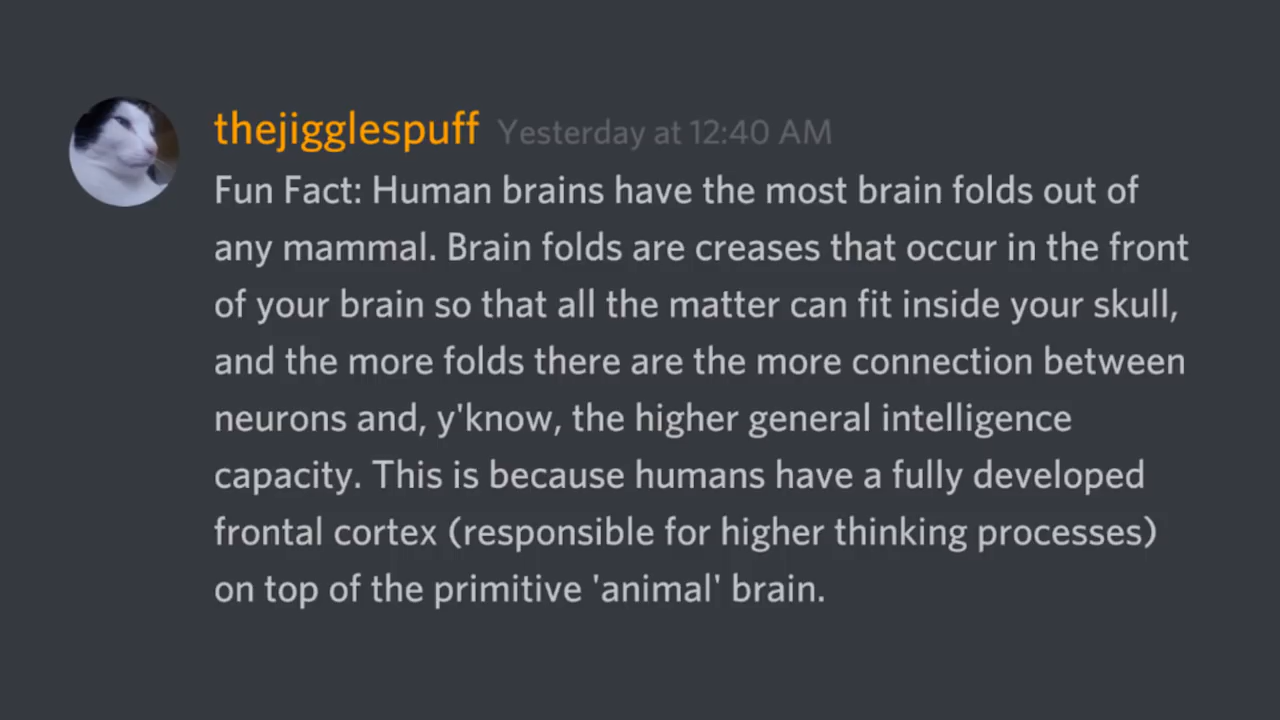 thejigglespuff Yesterday at 12:40 AM
Fun Fact: Human brains have the most brain folds out of
any mammal. Brain folds are creases that occur in the front
of your brain so that all the matter can fit inside your skull,
and the more folds there are the more connection between
neurons and, y'know, the higher general intelligence
capacity. This is because humans have a fully developed
frontal cortex (responsible for higher thinking processes)
on top of the primitive 'animal' brain.